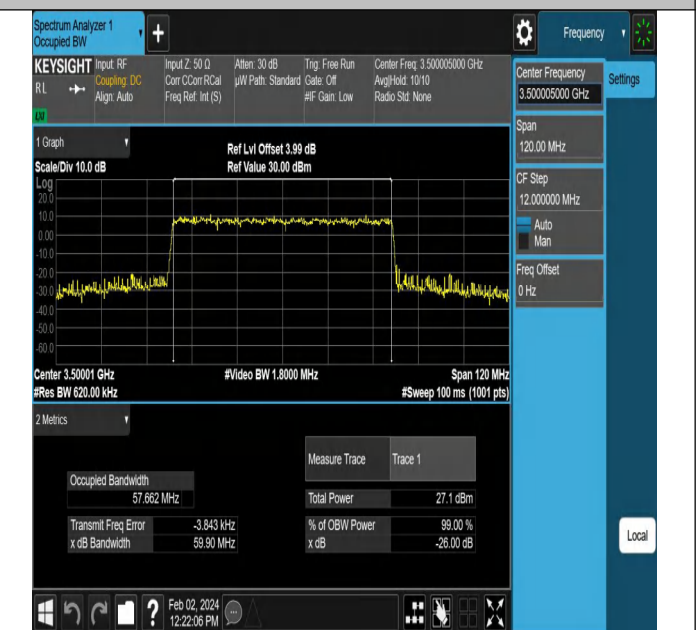 Spectrum Analyzer 1
Occupied BW
+
Frequency
KEYSIGHT
Input: RF
Input Z: 50 Ω
Atten: 30 dB
Trig: Free Run
Center Freq: 3.500005000 GHz
RL
Coupling: DC
Corr CCorr RCal
µW Path: Standard
Gate: Off
Avg|Hold: 10/10
Align: Auto
Freq Ref: Int (S)
#IF Gain: Low
Radio Std: None
Center Frequency
3.500005000 GHz
Settings
Span
120.00 MHz
CF Step
12.000000 MHz
Auto
Man
Freq Offset
0 Hz
1 Graph
Ref Lvl Offset 3.99 dB
Scale/Div 10.0 dB
Ref Value 30.00 dBm
Log
20.0
10.0
0.00
-10.0
-20.0
-30.0
-40.0
-50.0
-60.0
Center 3.50001 GHz
#Video BW 1.8000 MHz
Span 120 MHz
#Res BW 620.00 kHz
#Sweep 100 ms (1001 pts)
2 Metrics
Measure Trace
Trace 1
Occupied Bandwidth
57.662 MHz
Total Power
27.1 dBm
Transmit Freq Error
-3.843 kHz
% of OBW Power
99.00 %
x dB Bandwidth
59.90 MHz
x dB
-26.00 dB
Local
?
Feb 02, 2024
12:22:06 PM